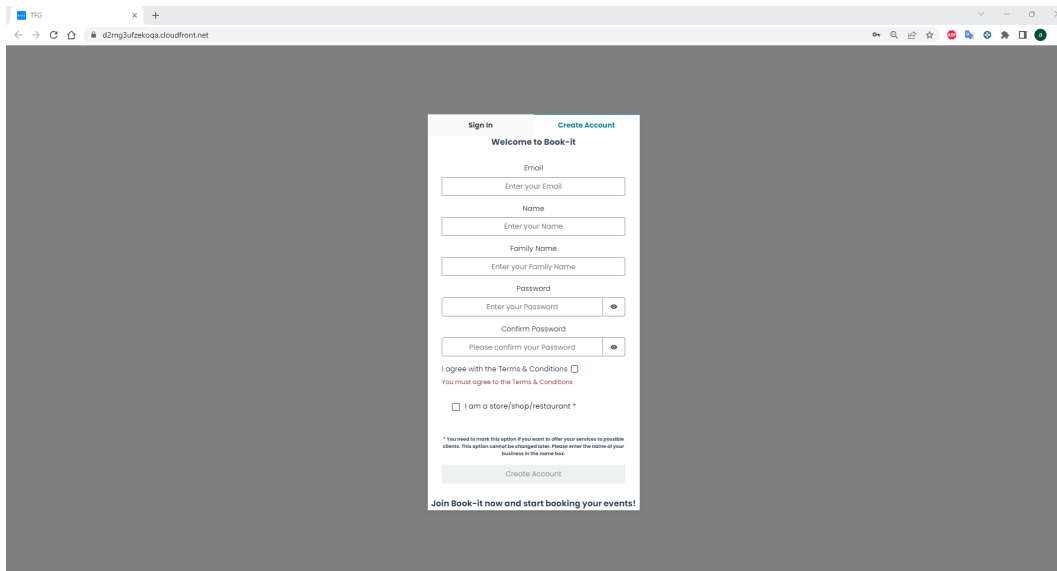 TFG
d2rng3ufzekoqa.cloudfront.net
Sign In
Create Account
Welcome to Book-it
Email
Enter your Email
Name
Enter your Name
Family Name
Enter your Family Name
Password
Enter your Password
Confirm Password
Please confirm your Password
I agree with the Terms & Conditions
You must agree to the Terms & Conditions
I am a store/shop/restaurant *
* You need to mark this option if you want to offer your services to possible
clients. This option cannot be changed later. Please enter the name of your
business in the name box.
Create Account
Join Book-it now and start booking your events!